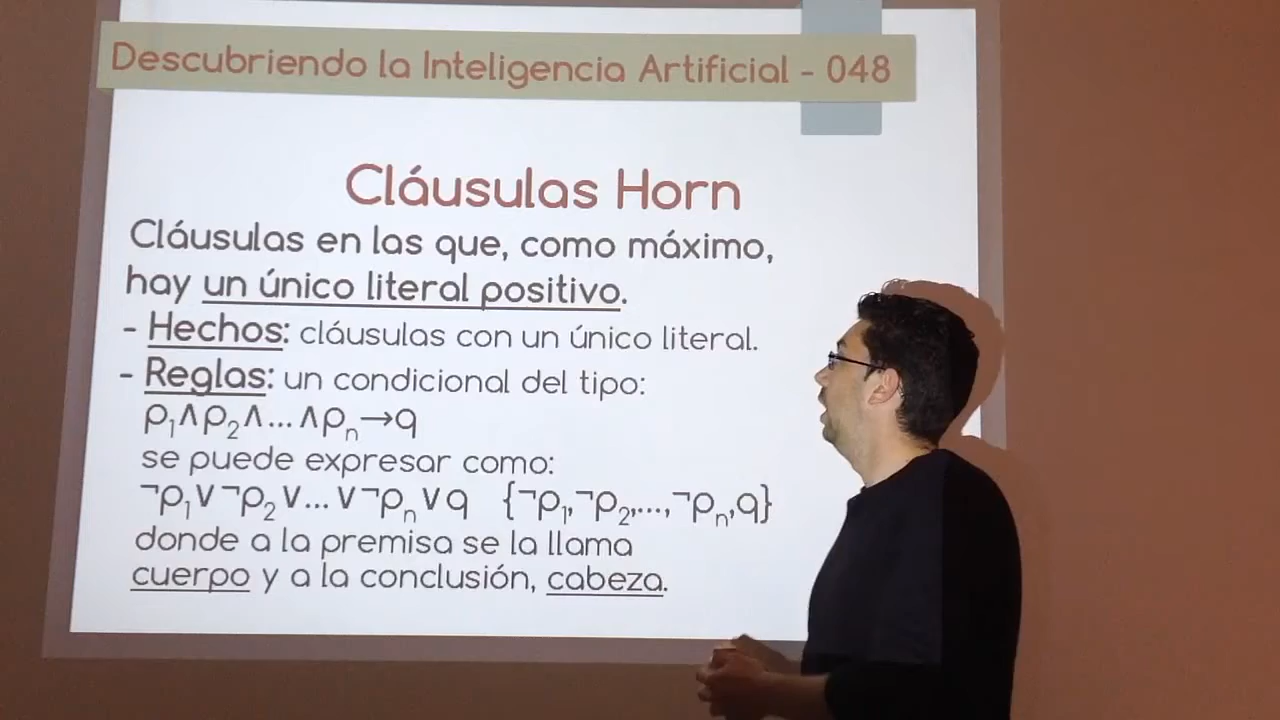 Descubriendo la Inteligencia Artificial - 048
Cláusulas Horn
Cláusulas en las que, como máximo,
hay un único literal positivo.
- Hechos: cláusulas con un único literal.
- Reglas: un condicional del tipo:
p₁∧p₂∧...∧pₙ→q
se puede expresar como:
¬p₁∨¬p₂∨...∨¬pₙ∨q {¬p₁,¬p₂,...,¬pₙ,q}
donde a la premisa se la llama
cuerpo y a la conclusión, cabeza.